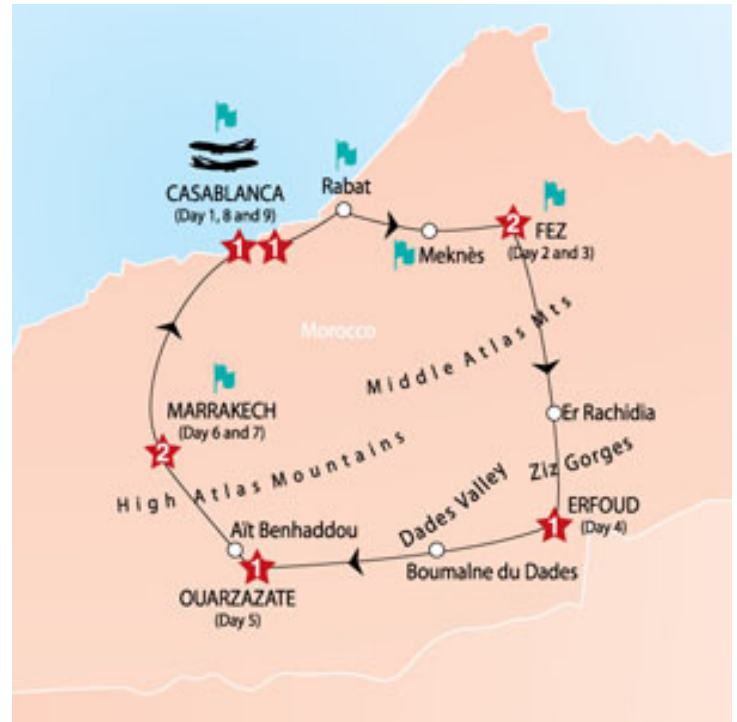 CASABLANCA
(Day 1, 8 and 9)
1
1
Rabat
Meknès
2
FEZ
(Day 2 and 3)
Morocco
Middle Atlas Mts
MARRAKECH
(Day 6 and 7)
2
Er Rachidia
High Atlas Mountains
Ziz Gorges
Dades Valley
ERFOUD
(Day 4)
1
Aït Benhaddou
1
Boumalne du Dades
OUARZAZATE
(Day 5)